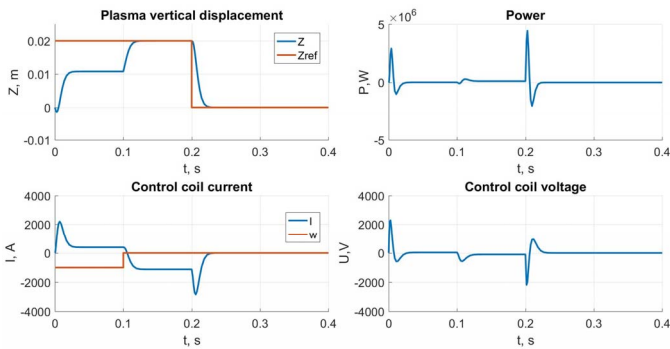 Plasma vertical displacement
Z, m
0.02
0.01
0
-0.01
0 0.1 0.2 0.3 0.4
t, s
Z
Zref
Power
×10⁶
P,W
5
0
-5
0 0.1 0.2 0.3 0.4
t, s
Control coil current
I, A
4000
2000
0
-2000
-4000
0 0.1 0.2 0.3 0.4
t, s
I
w
Control coil voltage
U,V
4000
2000
0
-2000
-4000
0 0.1 0.2 0.3 0.4
t, s